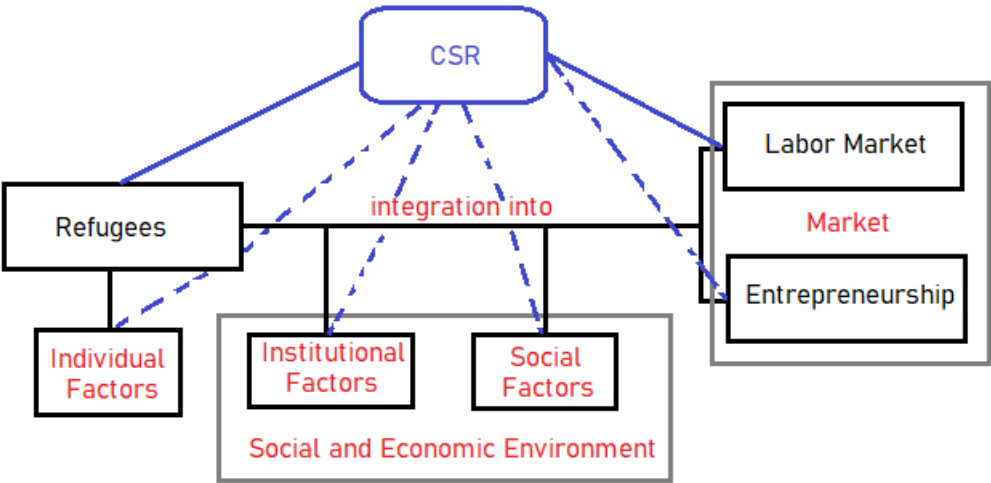 CSR
Labor Market
integration into
Refugees
Market
Entrepreneurship
Individual
Factors
Institutional
Factors
Social
Factors
Social and Economic Environment